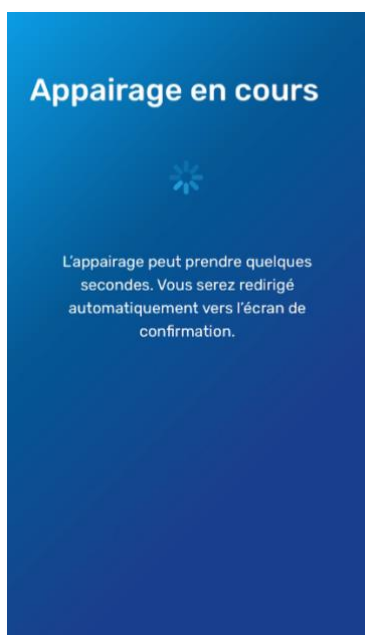 Appairage en cours
L'appairage peut prendre quelques
secondes. Vous serez redirigé
automatiquement vers l'écran de
confirmation.